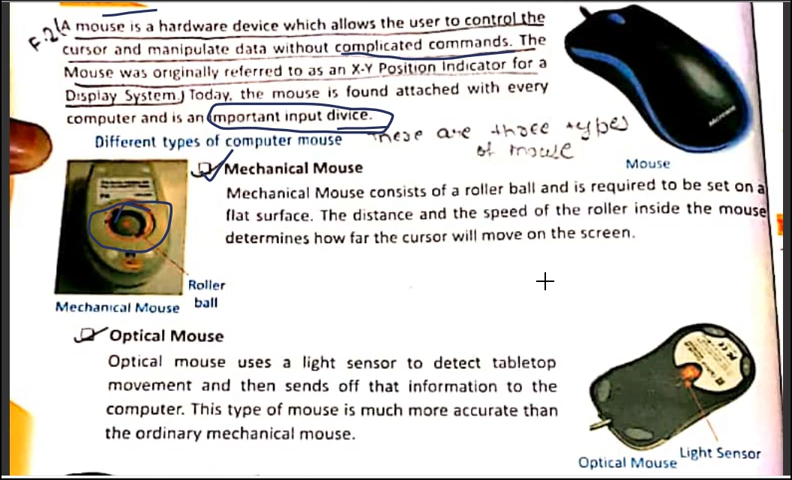 F.2
(A mouse is a hardware device which allows the user to control the
cursor and manipulate data without complicated commands. The
Mouse was originally referred to as an X-Y Position Indicator for a
Display System.) Today, the mouse is found attached with every
computer and is an important input divice.
Different types of computer mouse
These are three types
of mouse
Microsoft
Mouse
Mechanical Mouse
Mechanical Mouse consists of a roller ball and is required to be set on a
flat surface. The distance and the speed of the roller inside the mouse
determines how far the cursor will move on the screen.
Roller
ball
Mechanical Mouse
Optical Mouse
Optical mouse uses a light sensor to detect tabletop
movement and then sends off that information to the
computer. This type of mouse is much more accurate than
the ordinary mechanical mouse.
Light Sensor
Optical Mouse